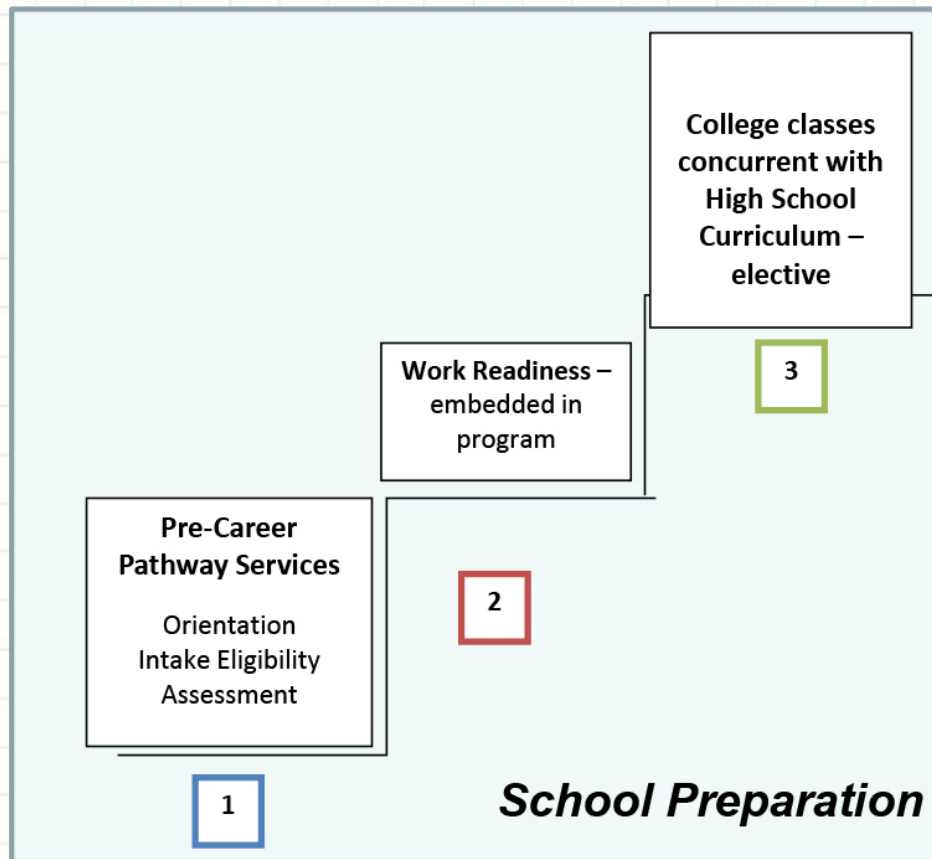 College classes
concurrent with
High School
Curriculum –
elective
3
Work Readiness –
embedded in
program
Pre-Career
Pathway Services
Orientation
Intake Eligibility
Assessment
2
1
School Preparation